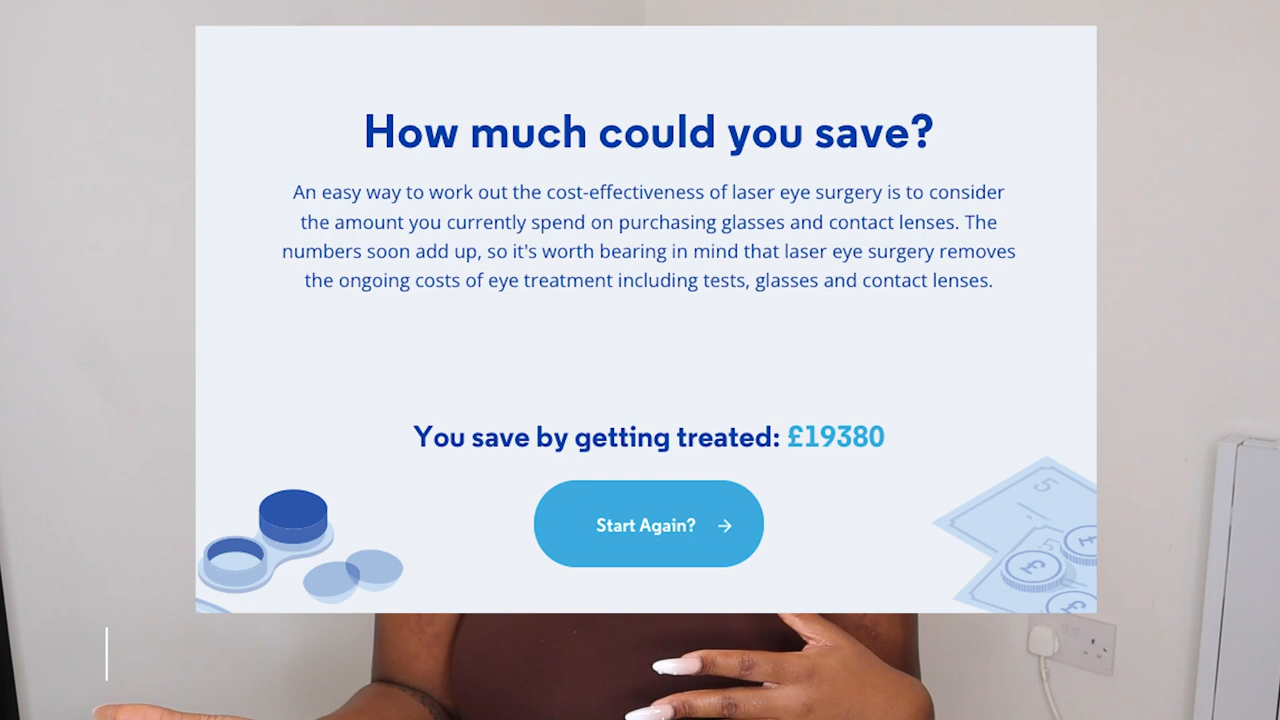 How much could you save?
An easy way to work out the cost-effectiveness of laser eye surgery is to consider
the amount you currently spend on purchasing glasses and contact lenses. The
numbers soon add up, so it's worth bearing in mind that laser eye surgery removes
the ongoing costs of eye treatment including tests, glasses and contact lenses.
You save by getting treated: £19380
Start Again? →
5
5
£
£
£